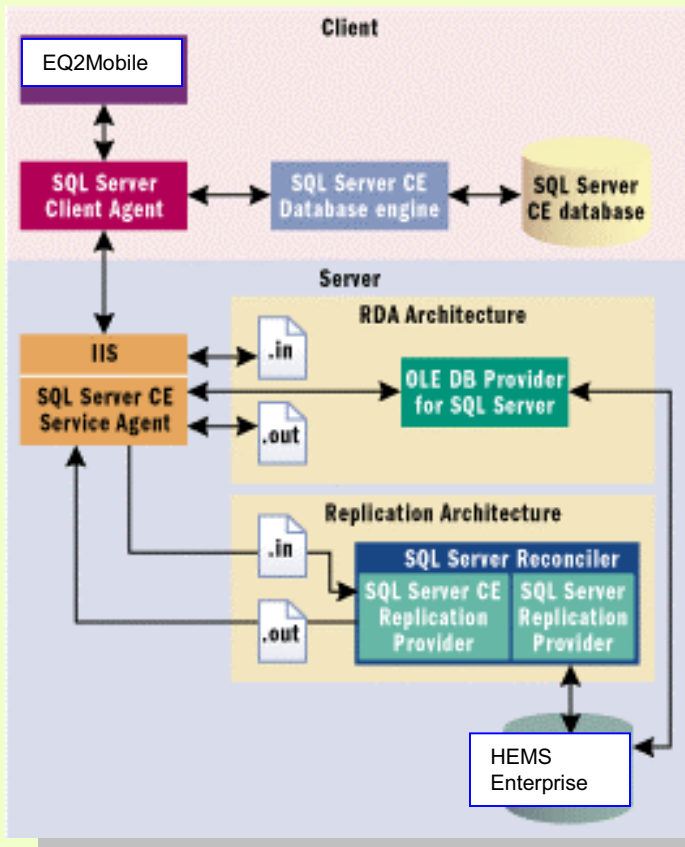 Client
EQ2Mobile
SQL Server
Client Agent
SQL Server CE
Database engine
SQL Server
CE database
Server
RDA Architecture
IIS
.in
SQL Server CE
Service Agent
OLE DB Provider
for SQL Server
.out
Replication Architecture
.in
SQL Server Reconciler
SQL Server CE
Replication
Provider
SQL Server
Replication
Provider
.out
HEMS
Enterprise